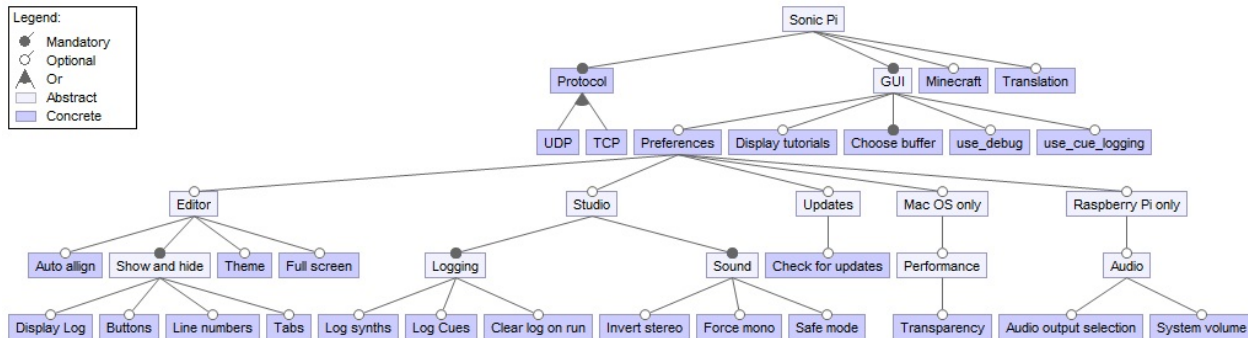 Legend:
Mandatory
Optional
Or
Abstract
Concrete
Sonic Pi
Protocol
GUI
Minecraft
Translation
UDP
TCP
Preferences
Display tutorials
Choose buffer
use_debug
use_cue_logging
Editor
Studio
Updates
Mac OS only
Raspberry Pi only
Auto allign
Show and hide
Theme
Full screen
Logging
Sound
Check for updates
Performance
Audio
Display Log
Buttons
Line numbers
Tabs
Log synths
Log Cues
Clear log on run
Invert stereo
Force mono
Safe mode
Transparency
Audio output selection
System volume